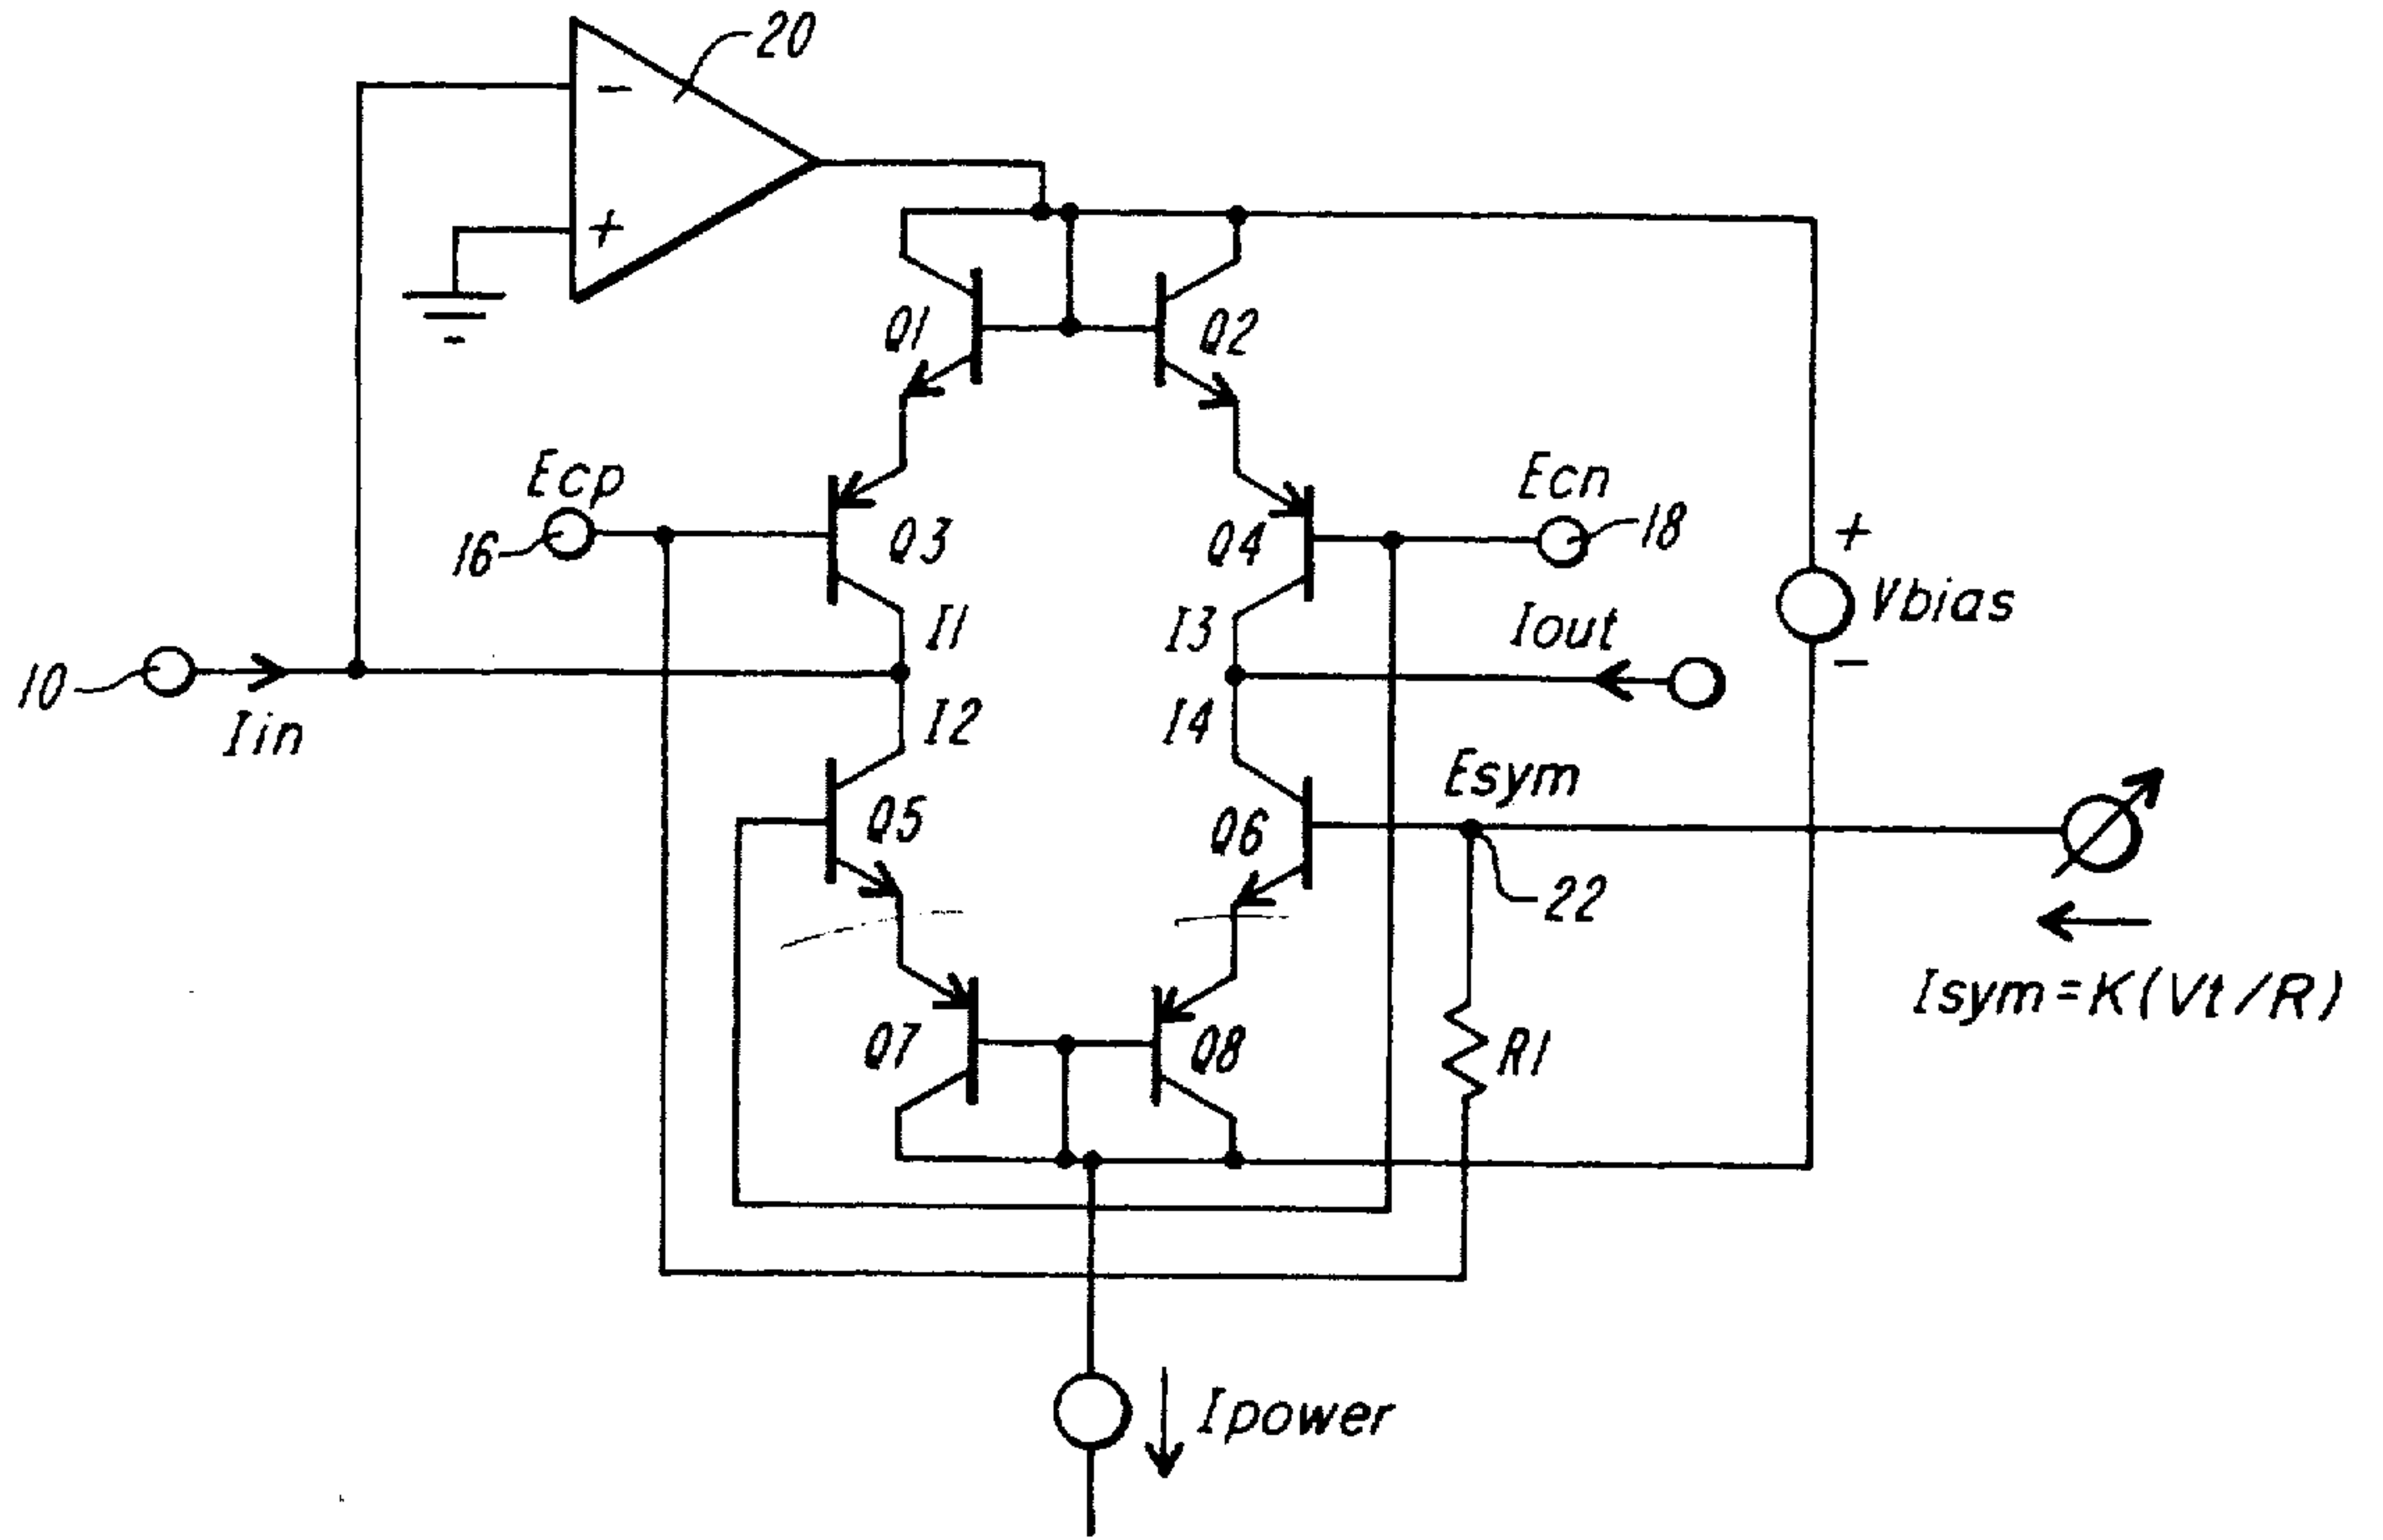 20
-
+
Q1
Q2
Ecp
16
Q3
Q4
Ecn
18
+
Vbias
-
I1
I3
Iout
10
Iin
I2
I4
Esym
Q5
Q6
22
Isym=K(Vt/R)
Q7
Q8
R1
Ipower